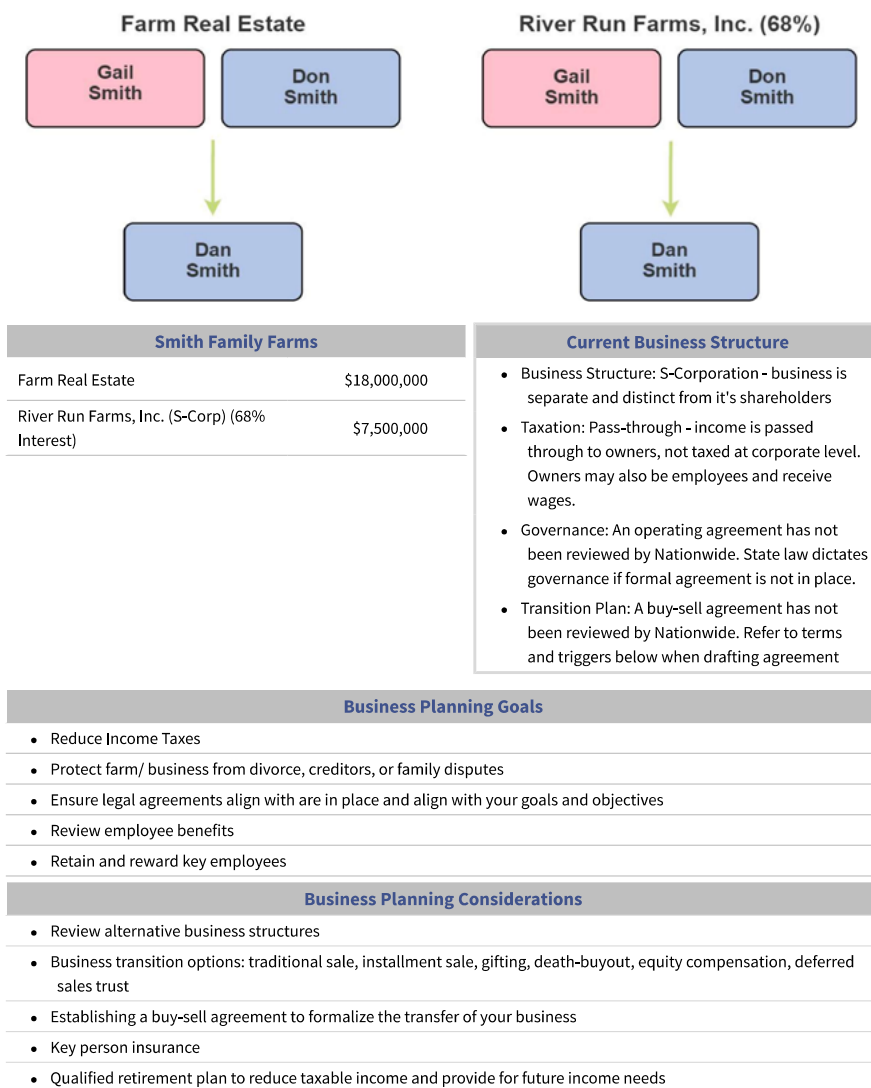 Farm Real Estate
Gail
Smith
Don
Smith
Dan
Smith
River Run Farms, Inc. (68%)
Gail
Smith
Don
Smith
Dan
Smith
Smith Family Farms
Farm Real Estate $18,000,000
River Run Farms, Inc. (S-Corp) (68%
Interest) $7,500,000
Current Business Structure
• Business Structure: S-Corporation - business is
separate and distinct from it's shareholders
• Taxation: Pass-through - income is passed
through to owners, not taxed at corporate level.
Owners may also be employees and receive
wages.
• Governance: An operating agreement has not
been reviewed by Nationwide. State law dictates
governance if formal agreement is not in place.
• Transition Plan: A buy-sell agreement has not
been reviewed by Nationwide. Refer to terms
and triggers below when drafting agreement
Business Planning Goals
• Reduce Income Taxes
• Protect farm/ business from divorce, creditors, or family disputes
• Ensure legal agreements align with are in place and align with your goals and objectives
• Review employee benefits
• Retain and reward key employees
Business Planning Considerations
• Review alternative business structures
• Business transition options: traditional sale, installment sale, gifting, death-buyout, equity compensation, deferred
sales trust
• Establishing a buy-sell agreement to formalize the transfer of your business
• Key person insurance
• Qualified retirement plan to reduce taxable income and provide for future income needs